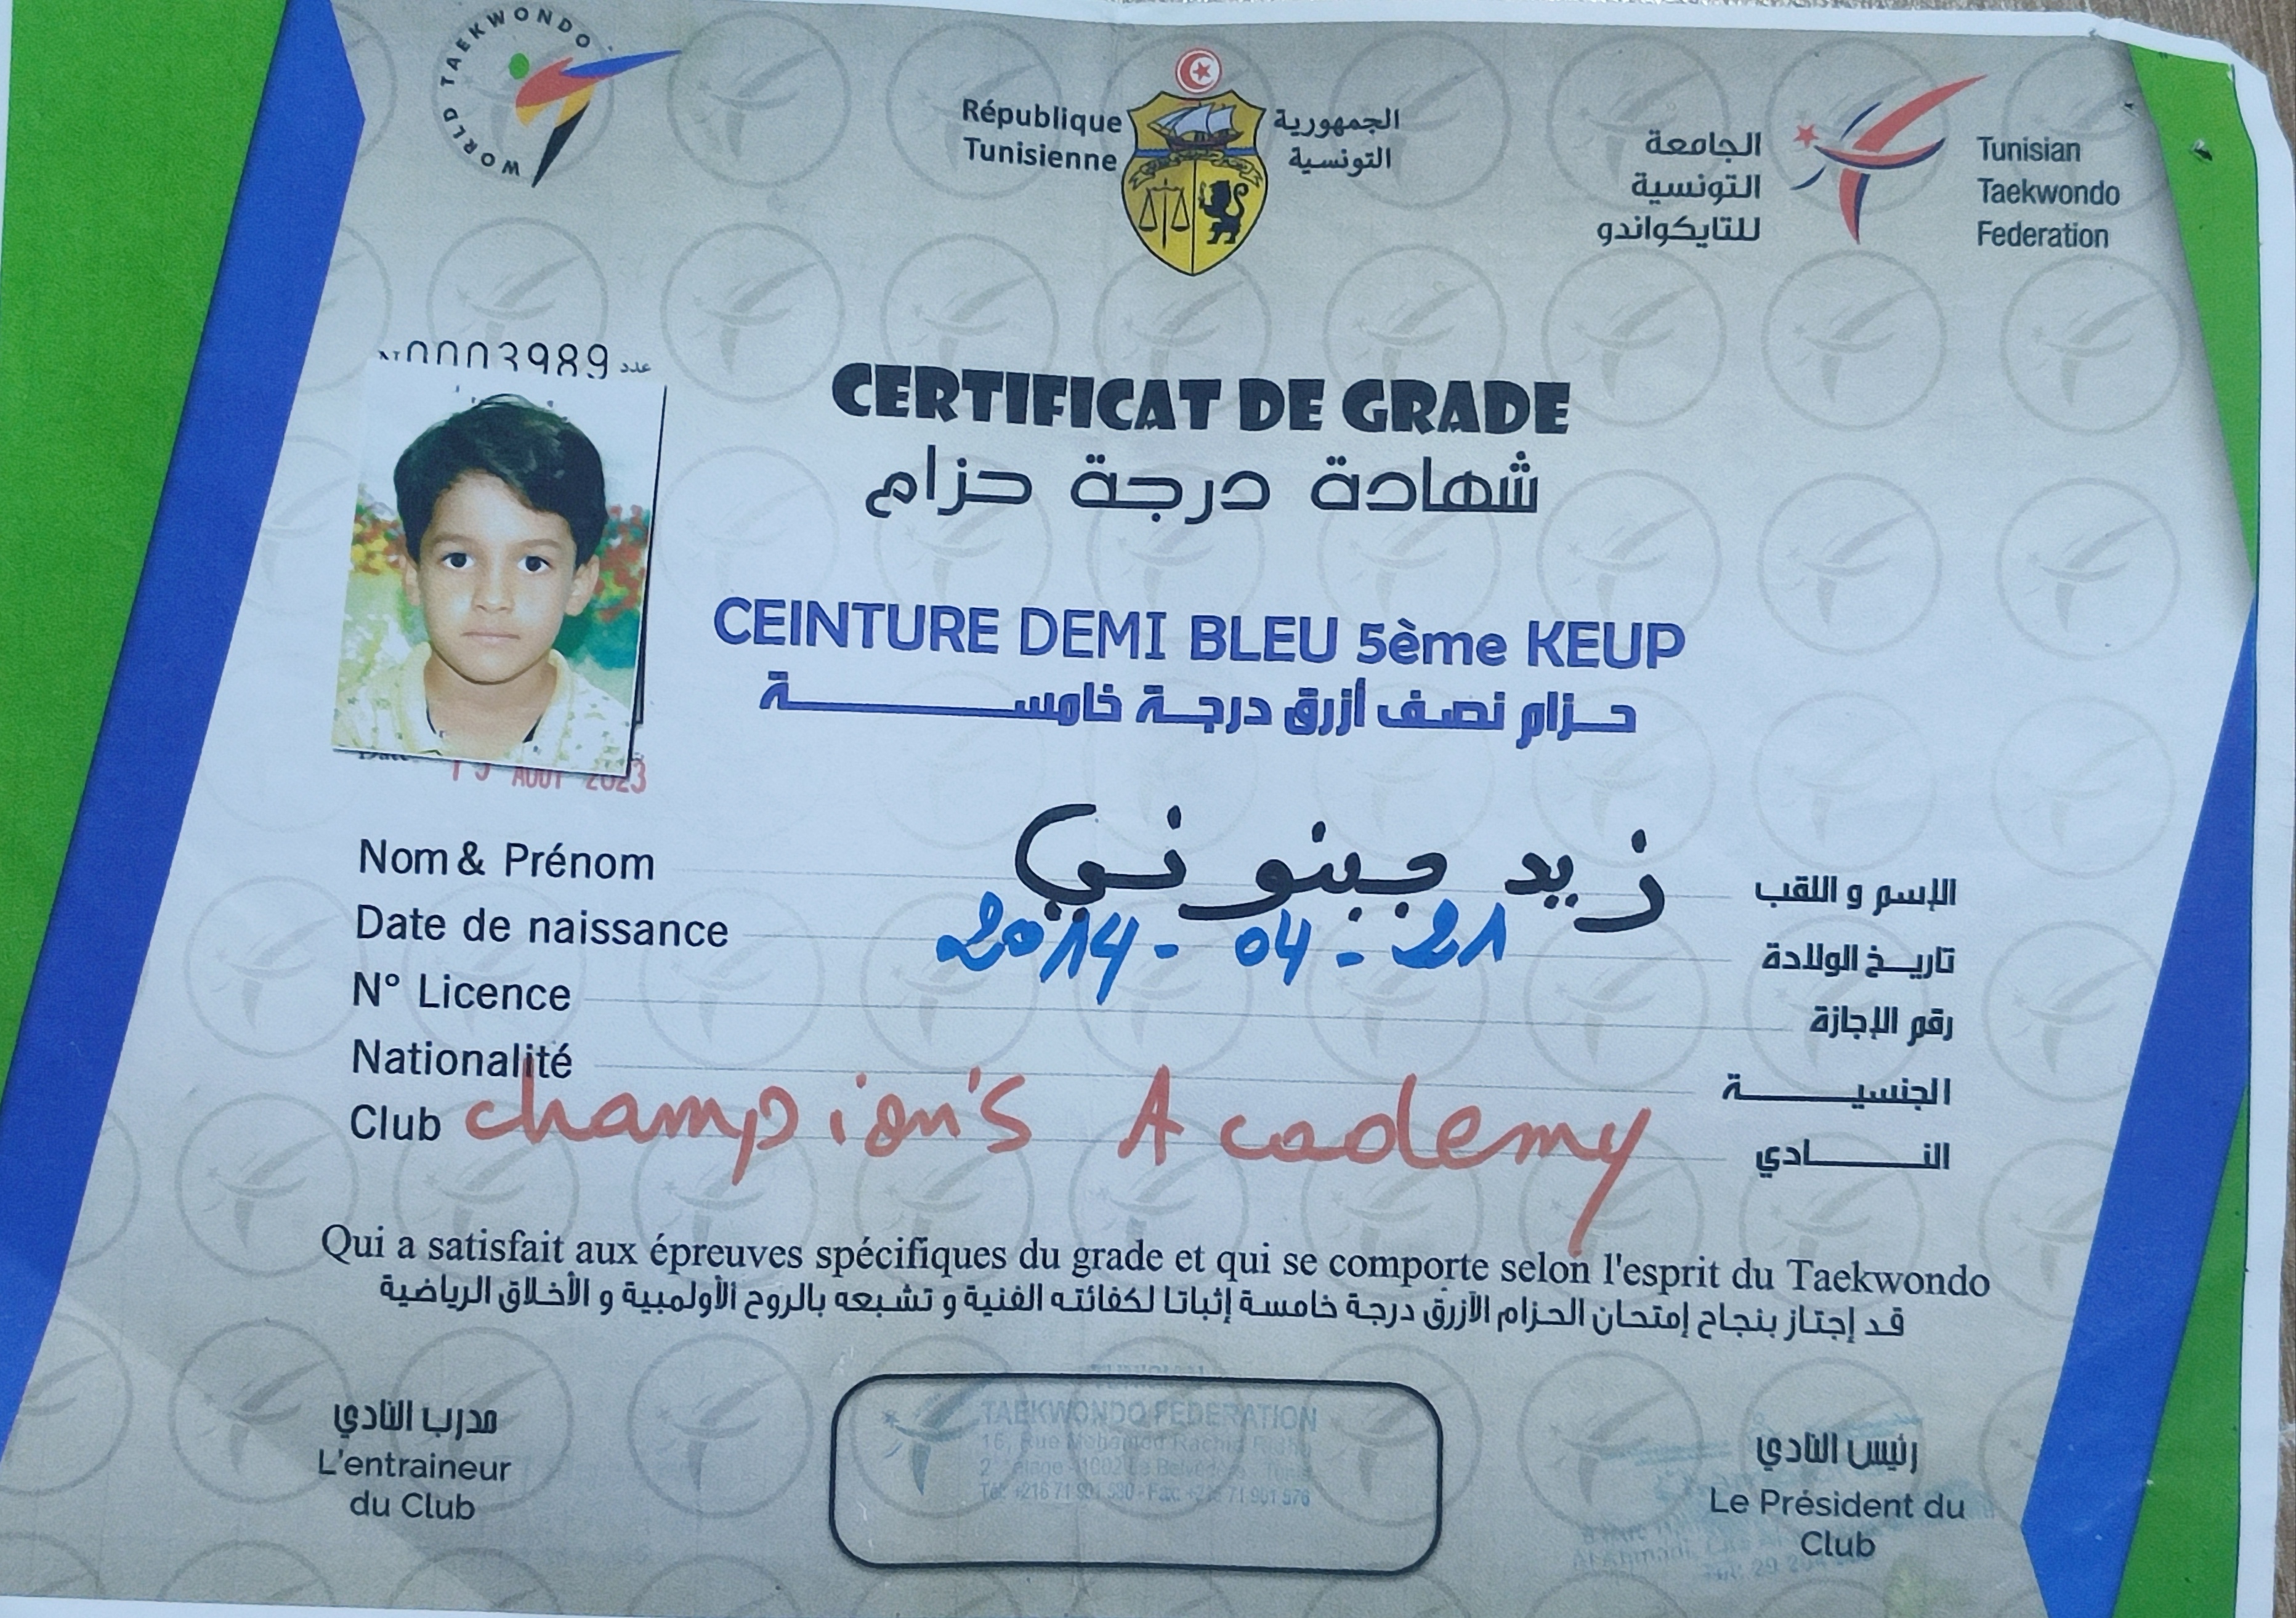 WORLD TAEKWONDO
République
Tunisienne
الجمهورية
التونسية
الجامعة
التونسية
للتايكواندو
Tunisian
Taekwondo
Federation
0003989 عدد
CERTIFICAT DE GRADE
شهادة درجة حزام
CEINTURE DEMI BLEU 5ème KEUP
حزام نصف أزرق درجة خامسة
AOUT 2023
Nom & Prénom زيد جينوني الإسم و اللقب
Date de naissance 2014-04-21 تاريخ الولادة
N° Licence رقم الإجازة
Nationalité الجنسية
Club champion's Academy النادي
Qui a satisfait aux épreuves spécifiques du grade et qui se comporte selon l'esprit du Taekwondo
قد إجتاز بنجاح إمتحان الحزام الأزرق درجة خامسة إثباتا لكفائته الفنية و تشبعه بالروح الأولمبية و الأخلاق الرياضية
مدرب النادي
L'entraineur
du Club
TAEKWONDO FEDERATION
رئيس النادي
Le Président du
Club